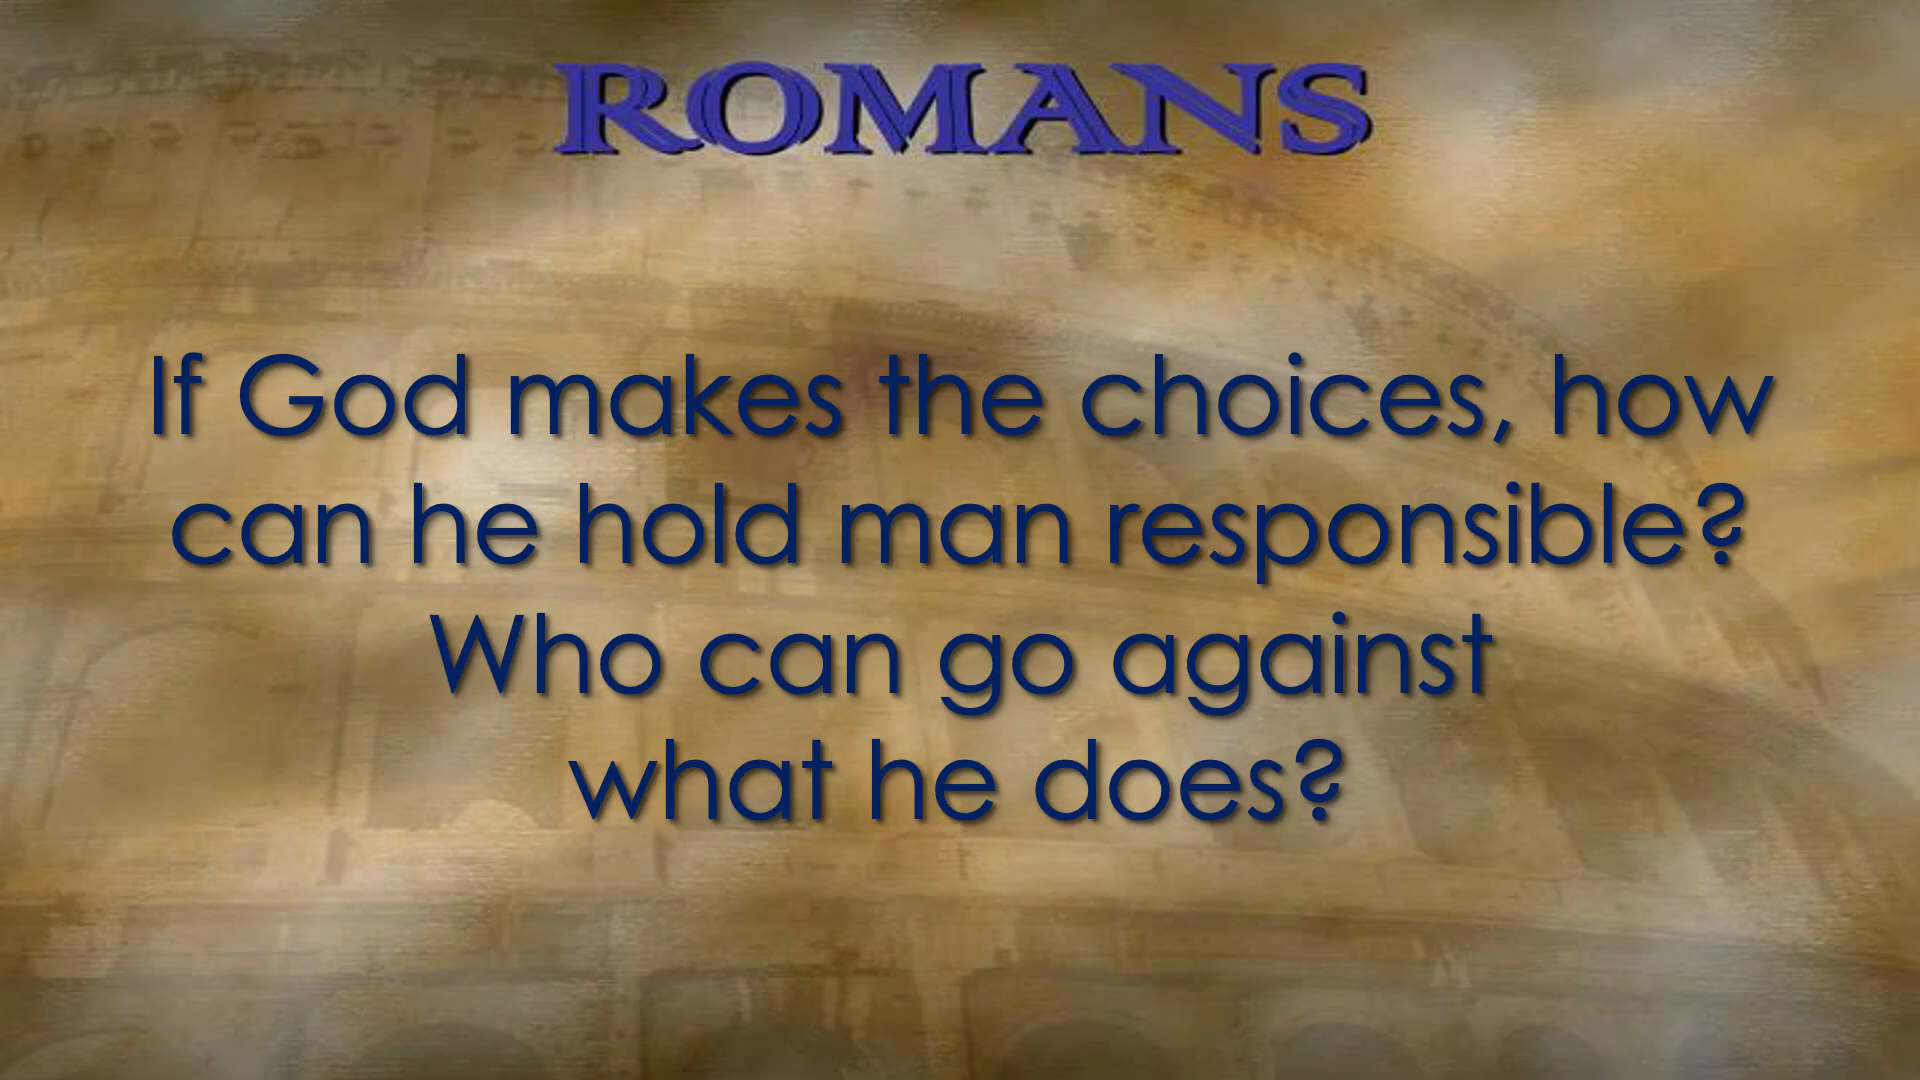 ROMANS
If God makes the choices, how
can he hold man responsible?
Who can go against
what he does?